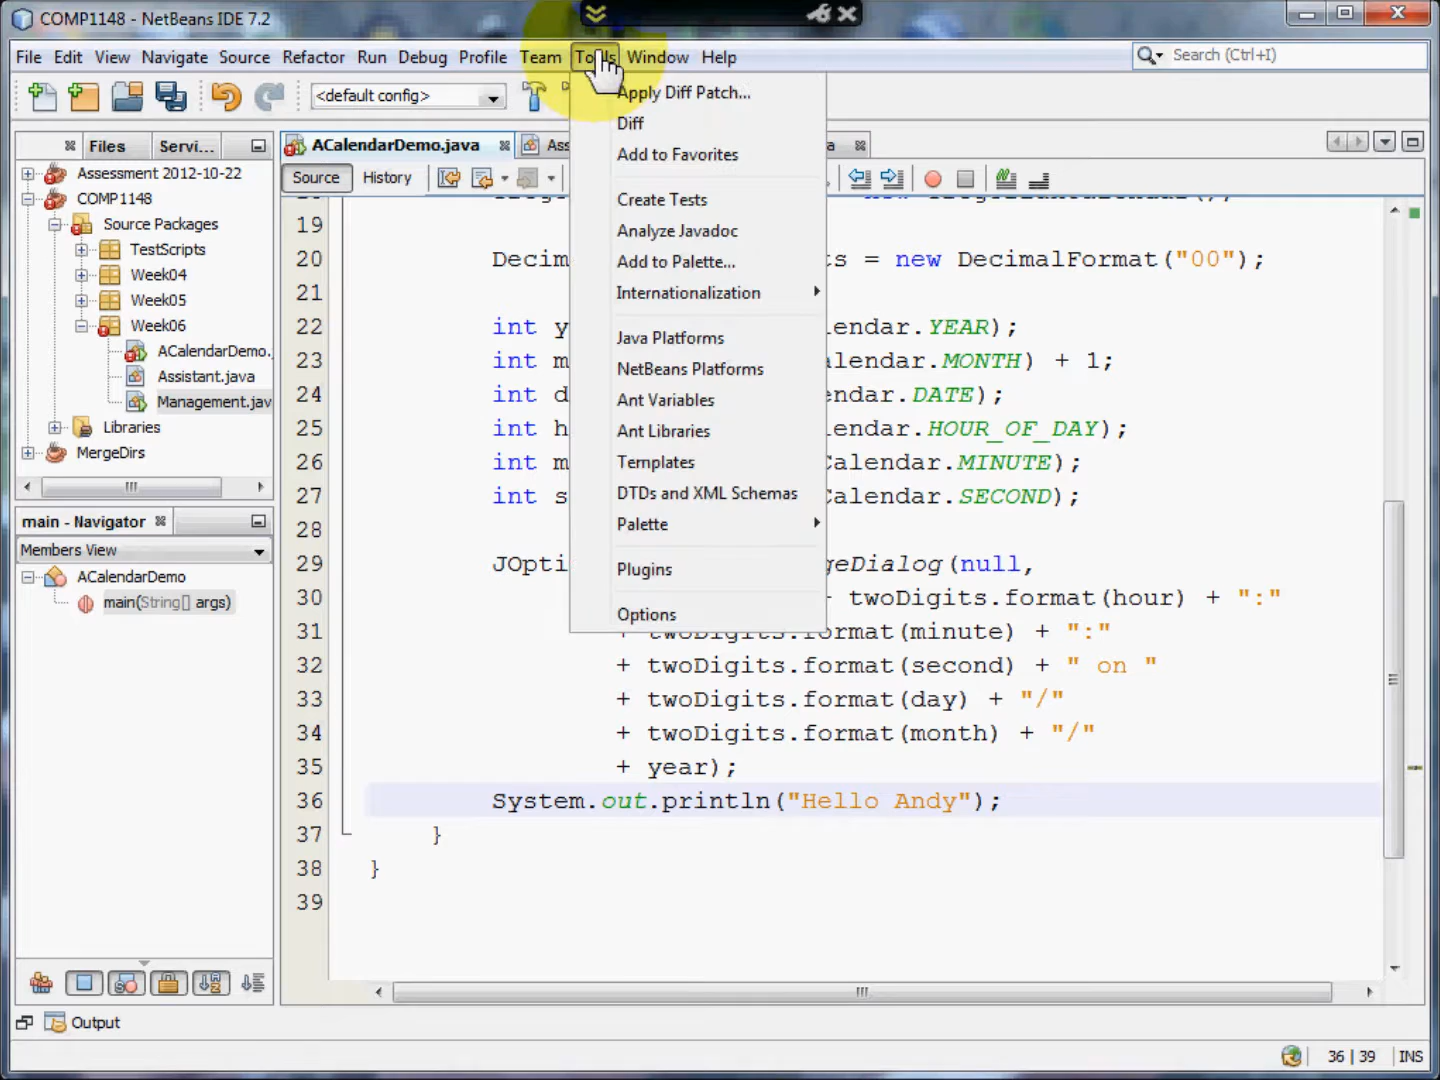 COMP1148 - NetBeans IDE 7.2
File Edit View Navigate Source Refactor Run Debug Profile Team Tools Window Help
Search (Ctrl+I)
<default config>
Files Servi...
ACalendarDemo.java
Source History
Assessment 2012-10-22
COMP1148
Source Packages
TestScripts
Week04
Week05
Week06
ACalendarDemo.
Assistant.java
Management.jav
Libraries
MergeDirs
main - Navigator
Members View
ACalendarDemo
main(String[] args)
Apply Diff Patch...
Diff
Add to Favorites
Create Tests
Analyze Javadoc
Add to Palette...
Internationalization
Java Platforms
NetBeans Platforms
Ant Variables
Ant Libraries
Templates
DTDs and XML Schemas
Palette
Plugins
Options
19
20 Decim ts = new DecimalFormat("00");
21
22 int y lendar.YEAR);
23 int m alendar.MONTH) + 1;
24 int d endar.DATE);
25 int h lendar.HOUR_OF_DAY);
26 int m Calendar.MINUTE);
27 int s Calendar.SECOND);
28
29 JOpti geDialog(null,
30 + twoDigits.format(hour) + ":"
31 + twoDigits.format(minute) + ":"
32 + twoDigits.format(second) + " on "
33 + twoDigits.format(day) + "/"
34 + twoDigits.format(month) + "/"
35 + year);
36 System.out.println("Hello Andy");
37 }
38 }
39
Output
36 | 39 INS